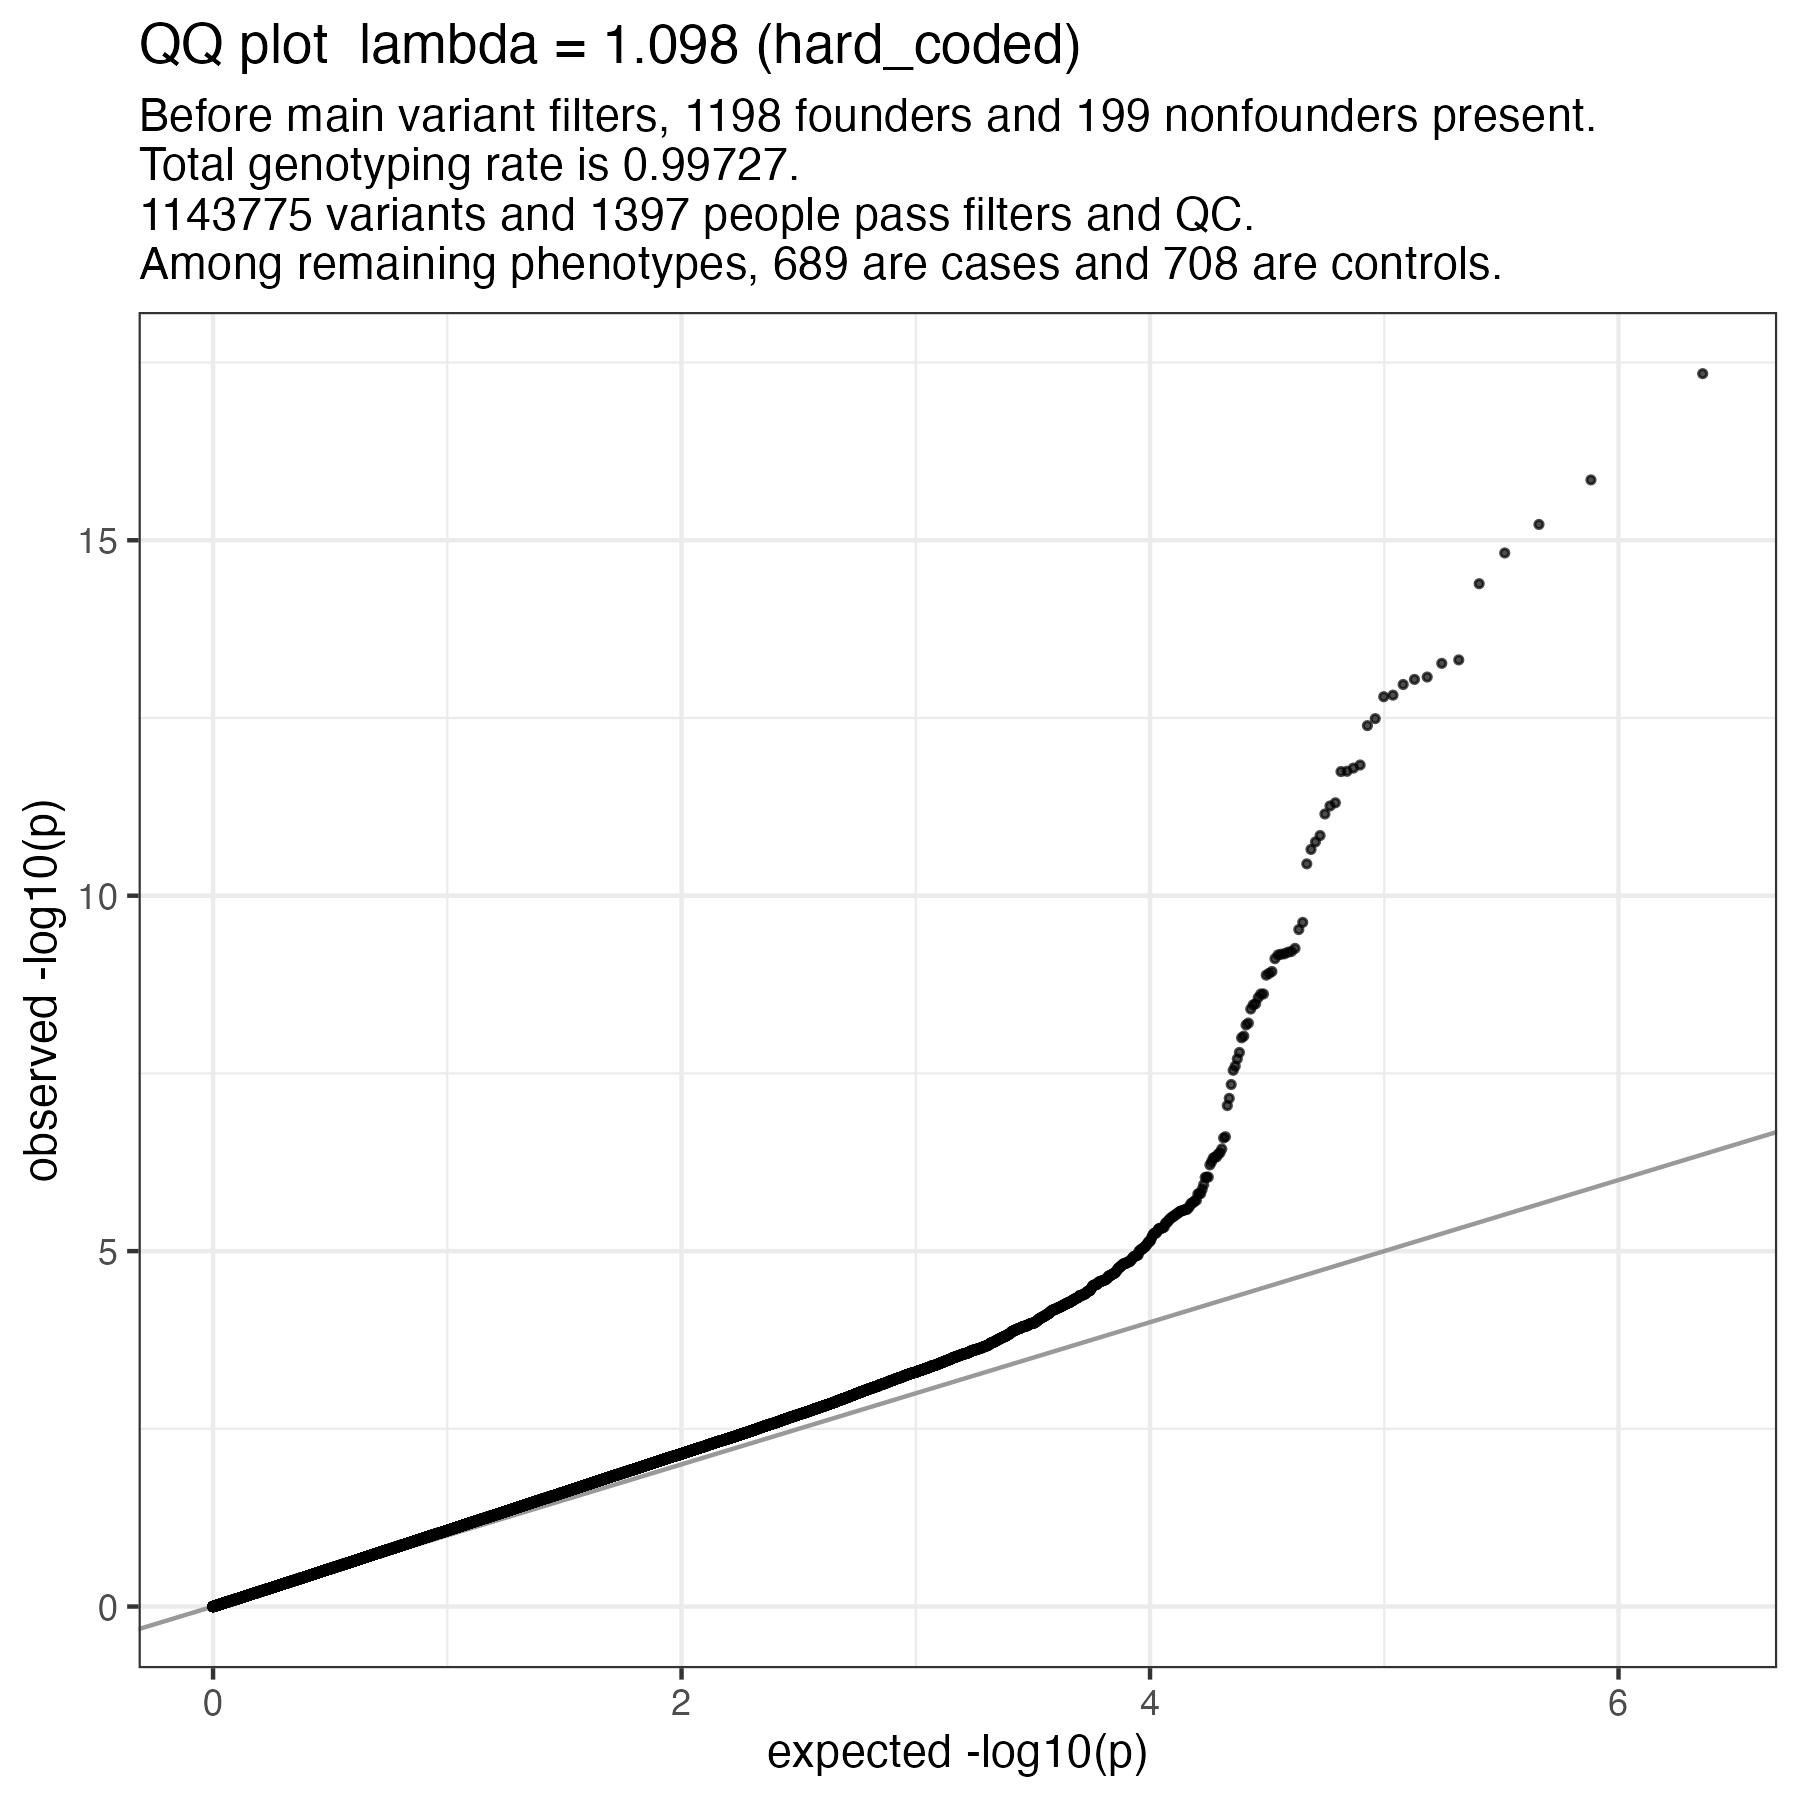 QQ plot  lambda = 1.098 (hard_coded)
Before main variant filters, 1198 founders and 199 nonfounders present.
Total genotyping rate is 0.99727.
1143775 variants and 1397 people pass filters and QC.
Among remaining phenotypes, 689 are cases and 708 are controls.
observed -log10(p)
15
10
5
0
0 2 4 6
expected -log10(p)